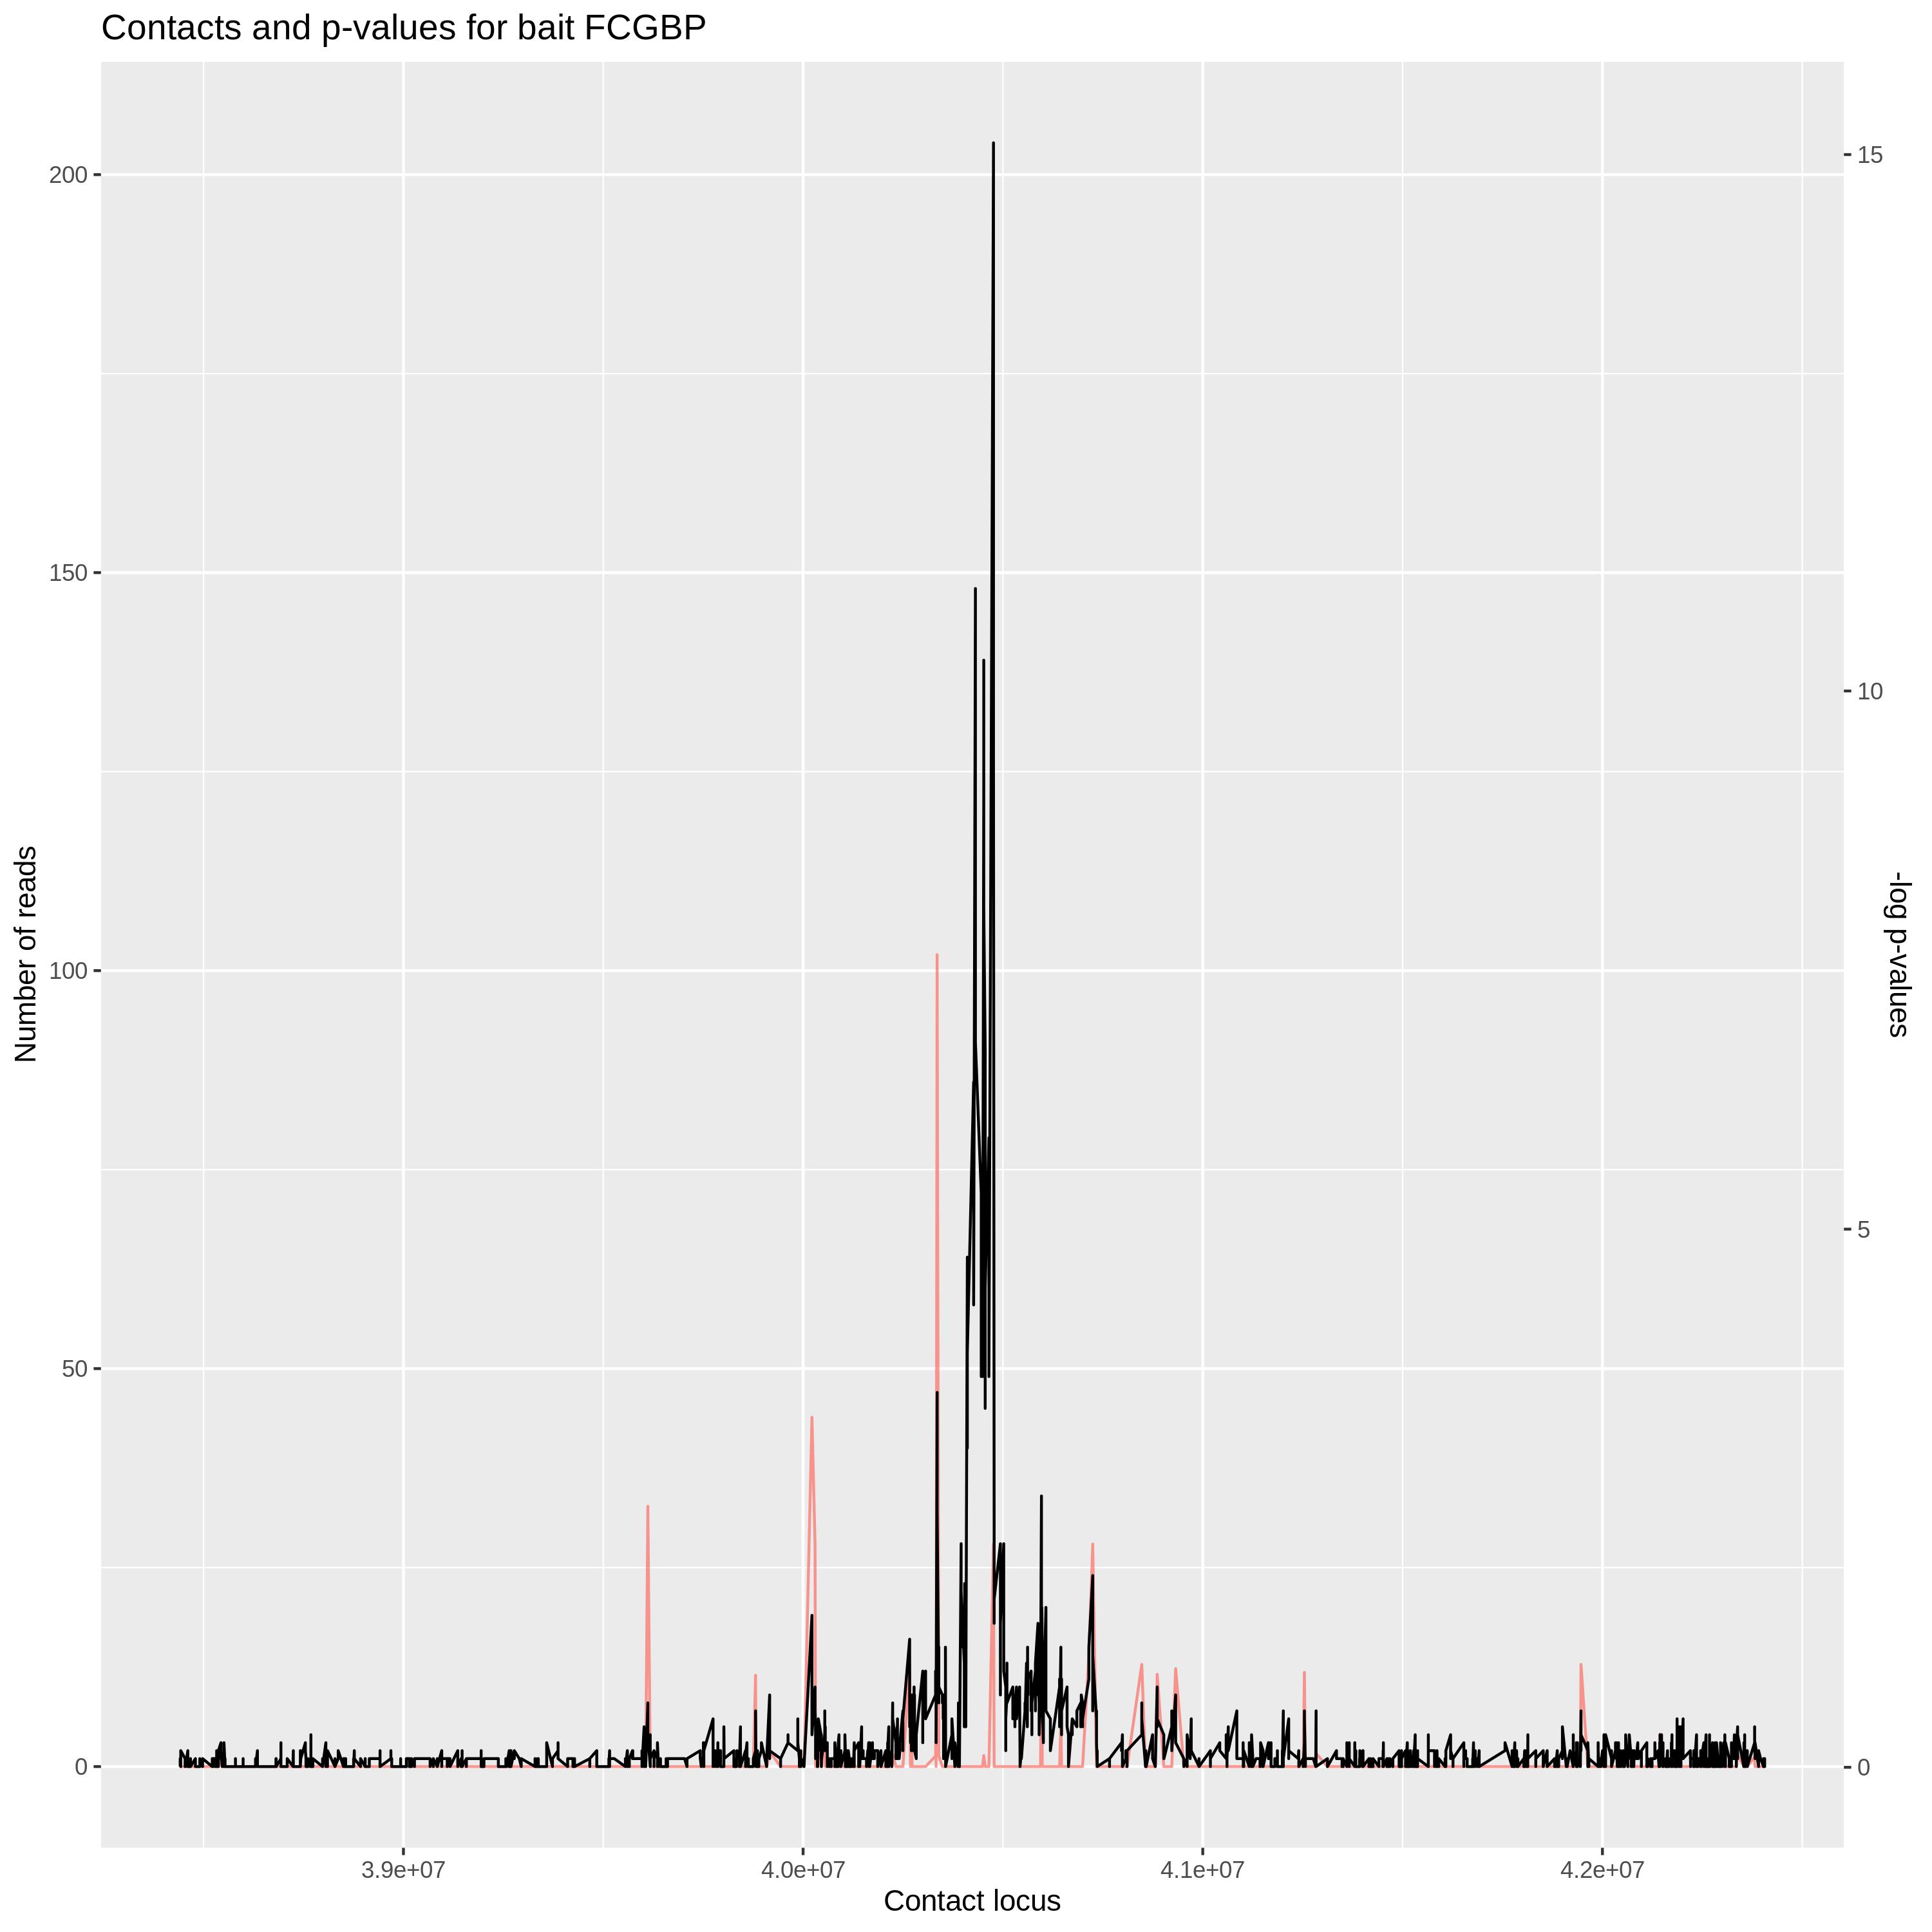 Contacts and p-values for bait FCGBP
200
150
100
50
0
Number of reads
15
10
5
0
-log p-values
3.9e+07
4.0e+07
4.1e+07
4.2e+07
Contact locus